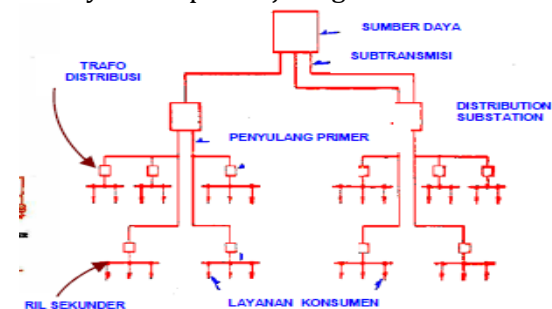 SUMBER DAYA
SUBTRANSMISI
TRAFO
DISTRIBUSI
DISTRIBUTION
SUBSTATION
PENYULANG PRIMER
RIL SEKUNDER
LAYANAN KONSUMEN